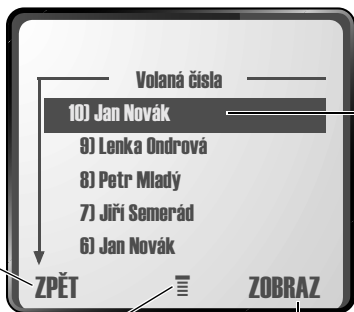 Volaná čísla
10) Jan Novák
9) Lenka Ondrová
8) Petr Mladý
7) Jiří Semerád
6) Jan Novák
ZPĚT ZOBRAZ